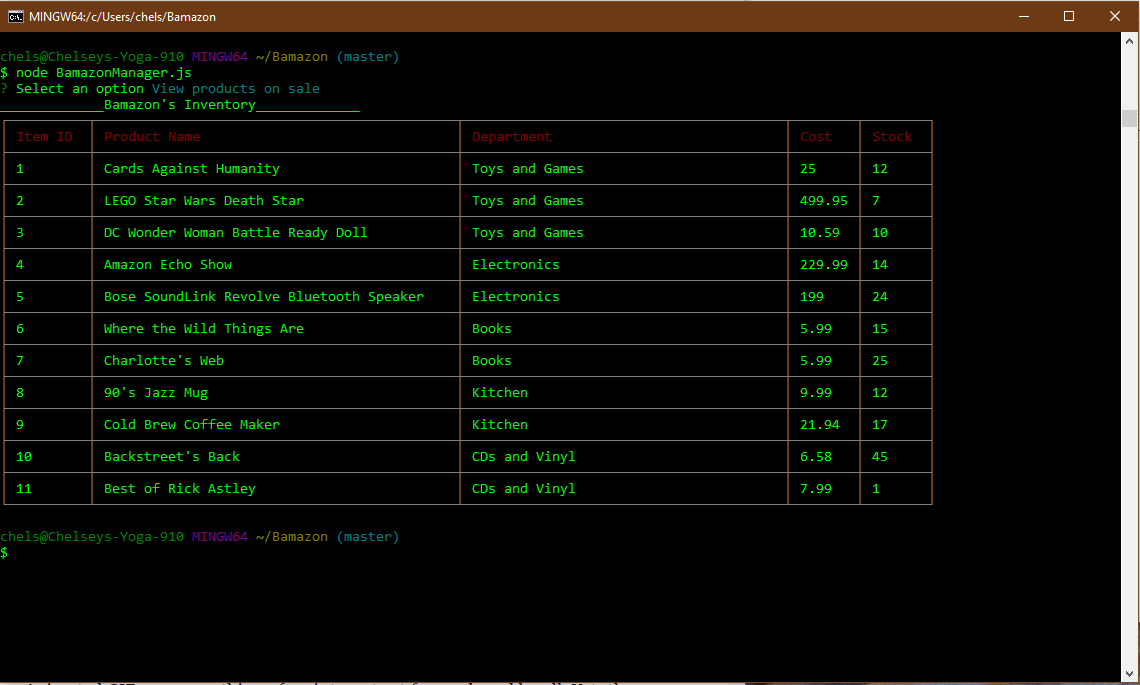 MINGW64:/c/Users/chels/Bamazon
chels@Chelseys-Yoga-910 MINGW64 ~/Bamazon (master)
$ node BamazonManager.js
? Select an option View products on sale
_____________Bamazon's Inventory_____________
Item ID Product Name Department Cost Stock
1 Cards Against Humanity Toys and Games 25 12
2 LEGO Star Wars Death Star Toys and Games 499.95 7
3 DC Wonder Woman Battle Ready Doll Toys and Games 10.59 10
4 Amazon Echo Show Electronics 229.99 14
5 Bose SoundLink Revolve Bluetooth Speaker Electronics 199 24
6 Where the Wild Things Are Books 5.99 15
7 Charlotte's Web Books 5.99 25
8 90's Jazz Mug Kitchen 9.99 12
9 Cold Brew Coffee Maker Kitchen 21.94 17
10 Backstreet's Back CDs and Vinyl 6.58 45
11 Best of Rick Astley CDs and Vinyl 7.99 1
chels@Chelseys-Yoga-910 MINGW64 ~/Bamazon (master)
$